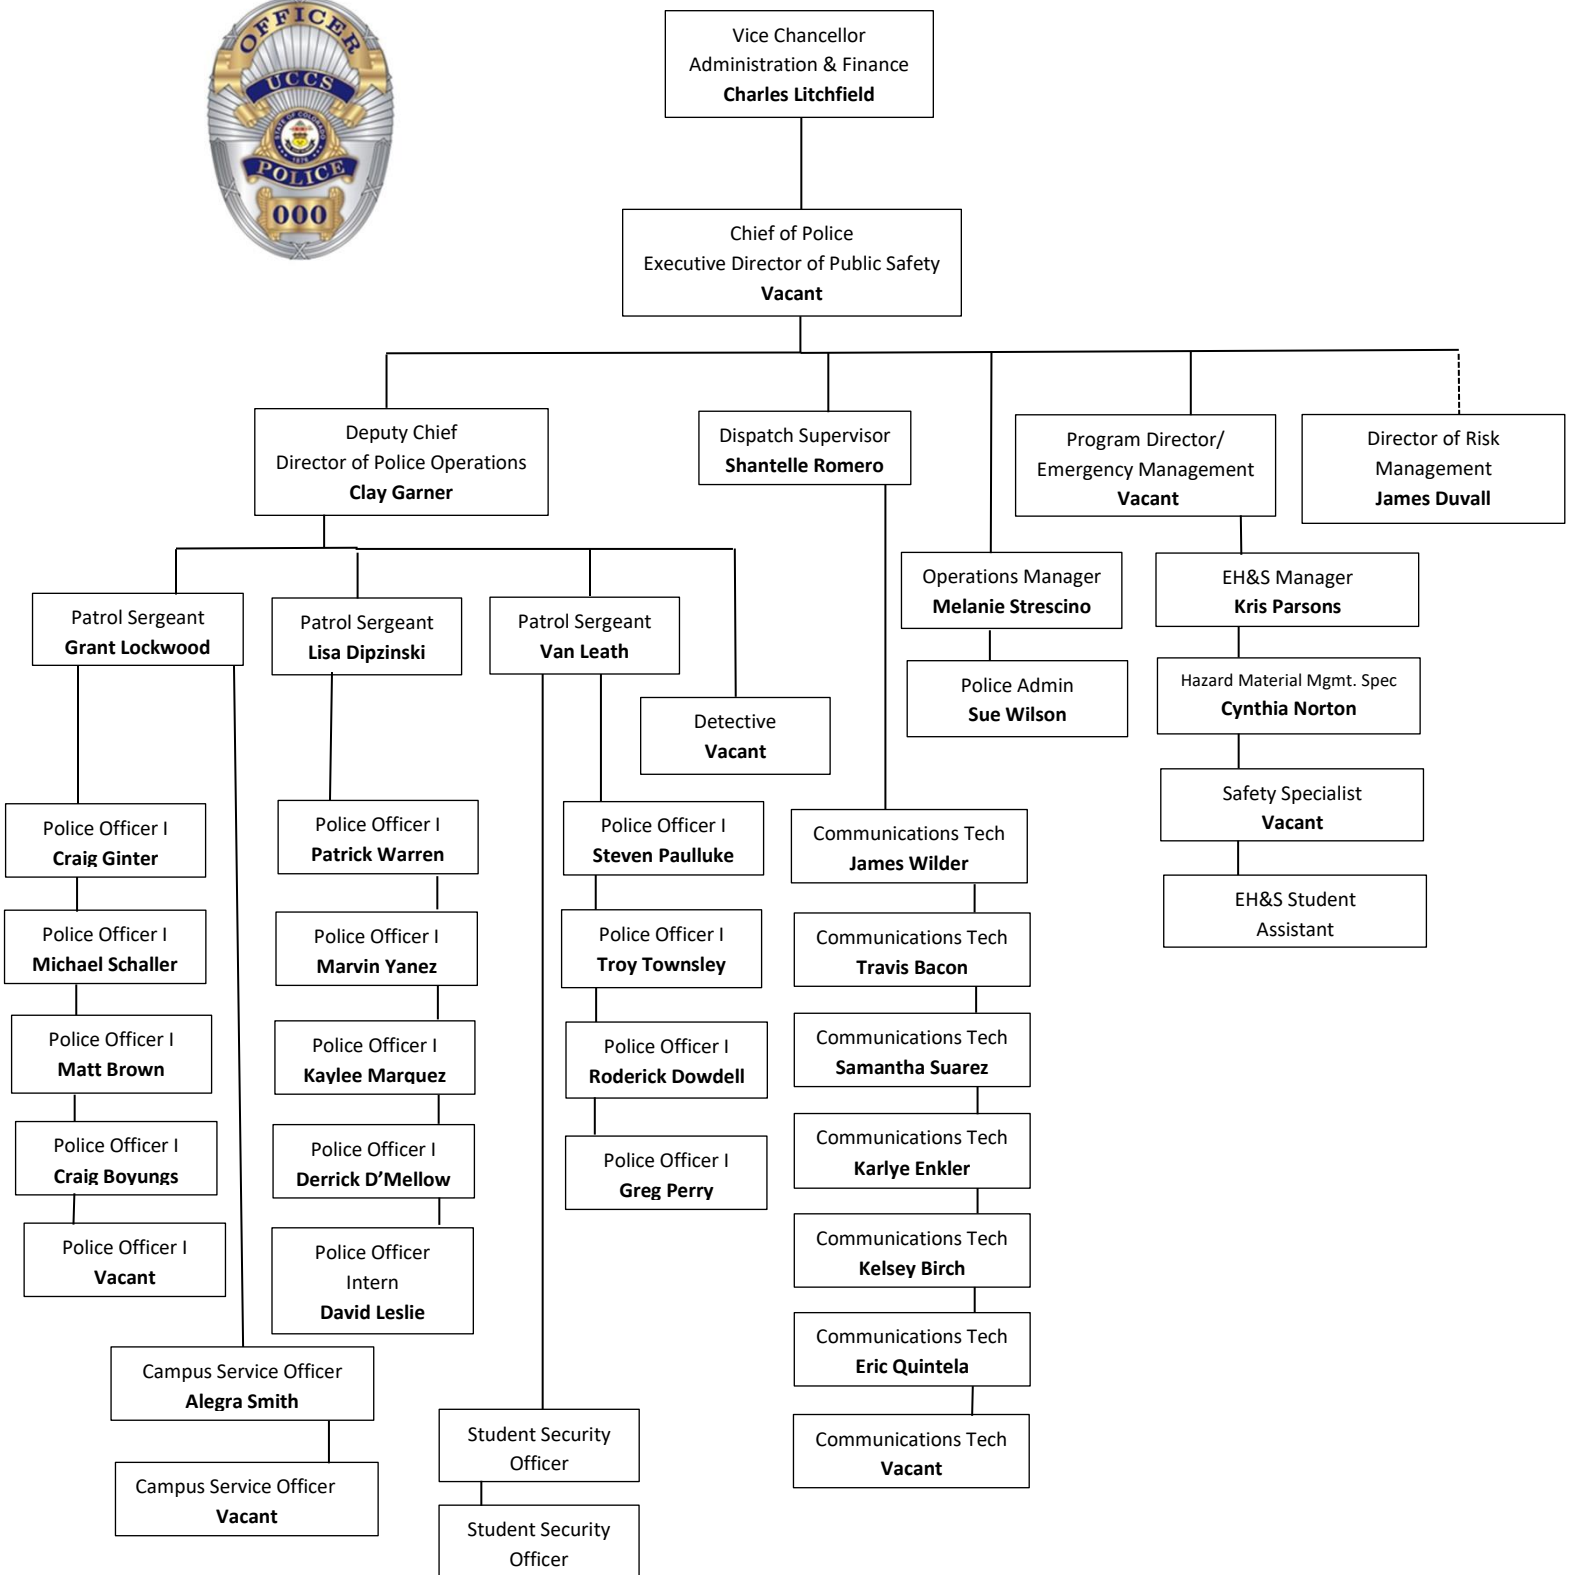 OFFICER
UCCS
STATE OF COLORADO
1876
POLICE
000
Vice Chancellor
Administration & Finance
Charles Litchfield
Chief of Police
Executive Director of Public Safety
Vacant
Deputy Chief
Director of Police Operations
Clay Garner
Dispatch Supervisor
Shantelle Romero
Program Director/
Emergency Management
Vacant
Director of Risk
Management
James Duvall
Operations Manager
Melanie Strescino
Police Admin
Sue Wilson
EH&S Manager
Kris Parsons
Hazard Material Mgmt. Spec
Cynthia Norton
Safety Specialist
Vacant
EH&S Student
Assistant
Patrol Sergeant
Grant Lockwood
Patrol Sergeant
Lisa Dipzinski
Patrol Sergeant
Van Leath
Detective
Vacant
Police Officer I
Craig Ginter
Police Officer I
Michael Schaller
Police Officer I
Matt Brown
Police Officer I
Craig Boyungs
Police Officer I
Vacant
Campus Service Officer
Alegra Smith
Campus Service Officer
Vacant
Police Officer I
Patrick Warren
Police Officer I
Marvin Yanez
Police Officer I
Kaylee Marquez
Police Officer I
Derrick D’Mellow
Police Officer
Intern
David Leslie
Police Officer I
Steven Paulluke
Police Officer I
Troy Townsley
Police Officer I
Roderick Dowdell
Police Officer I
Greg Perry
Student Security
Officer
Student Security
Officer
Communications Tech
James Wilder
Communications Tech
Travis Bacon
Communications Tech
Samantha Suarez
Communications Tech
Karlye Enkler
Communications Tech
Kelsey Birch
Communications Tech
Eric Quintela
Communications Tech
Vacant